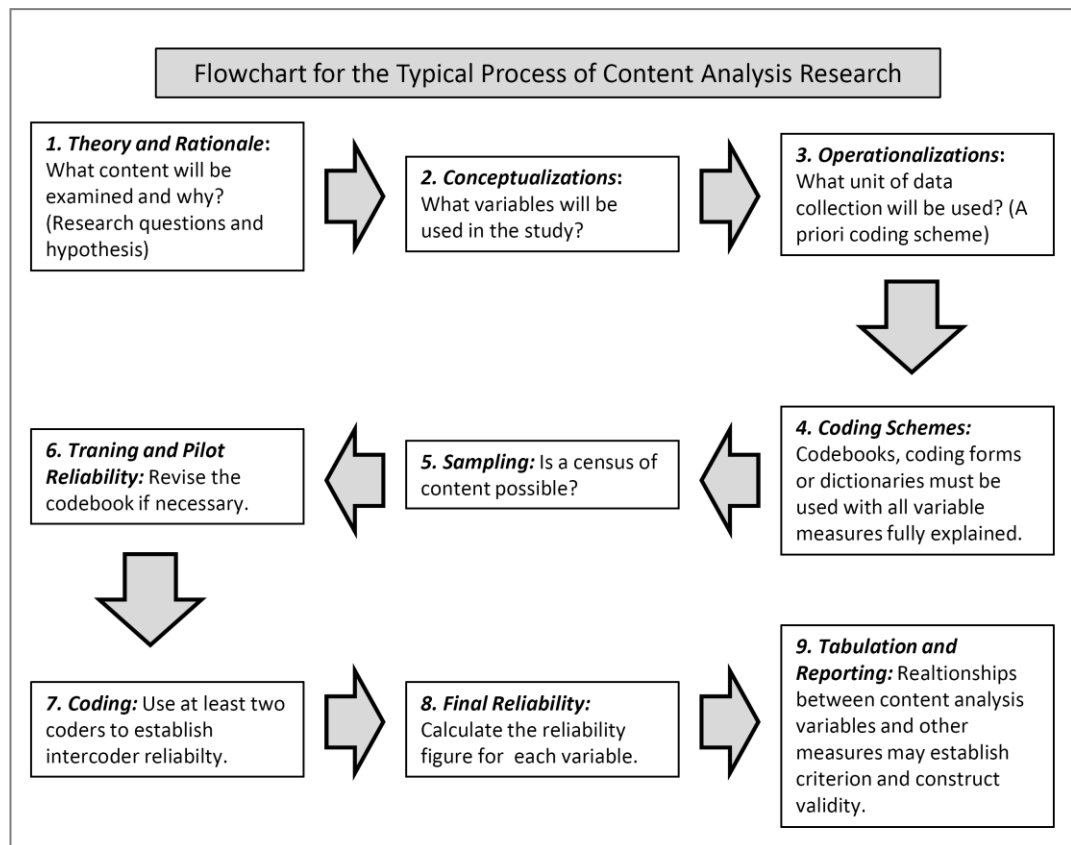 Flowchart for the Typical Process of Content Analysis Research
1. Theory and Rationale:
What content will be
examined and why?
(Research questions and
hypothesis)
2. Conceptualizations:
What variables will be
used in the study?
3. Operationalizations:
What unit of data
collection will be used? (A
priori coding scheme)
4. Coding Schemes:
Codebooks, coding forms
or dictionaries must be
used with all variable
measures fully explained.
5. Sampling: Is a census of
content possible?
6. Traning and Pilot
Reliability: Revise the
codebook if necessary.
7. Coding: Use at least two
coders to establish
intercoder reliabilty.
8. Final Reliability:
Calculate the reliability
figure for each variable.
9. Tabulation and
Reporting: Realtionships
between content analysis
variables and other
measures may establish
criterion and construct
validity.